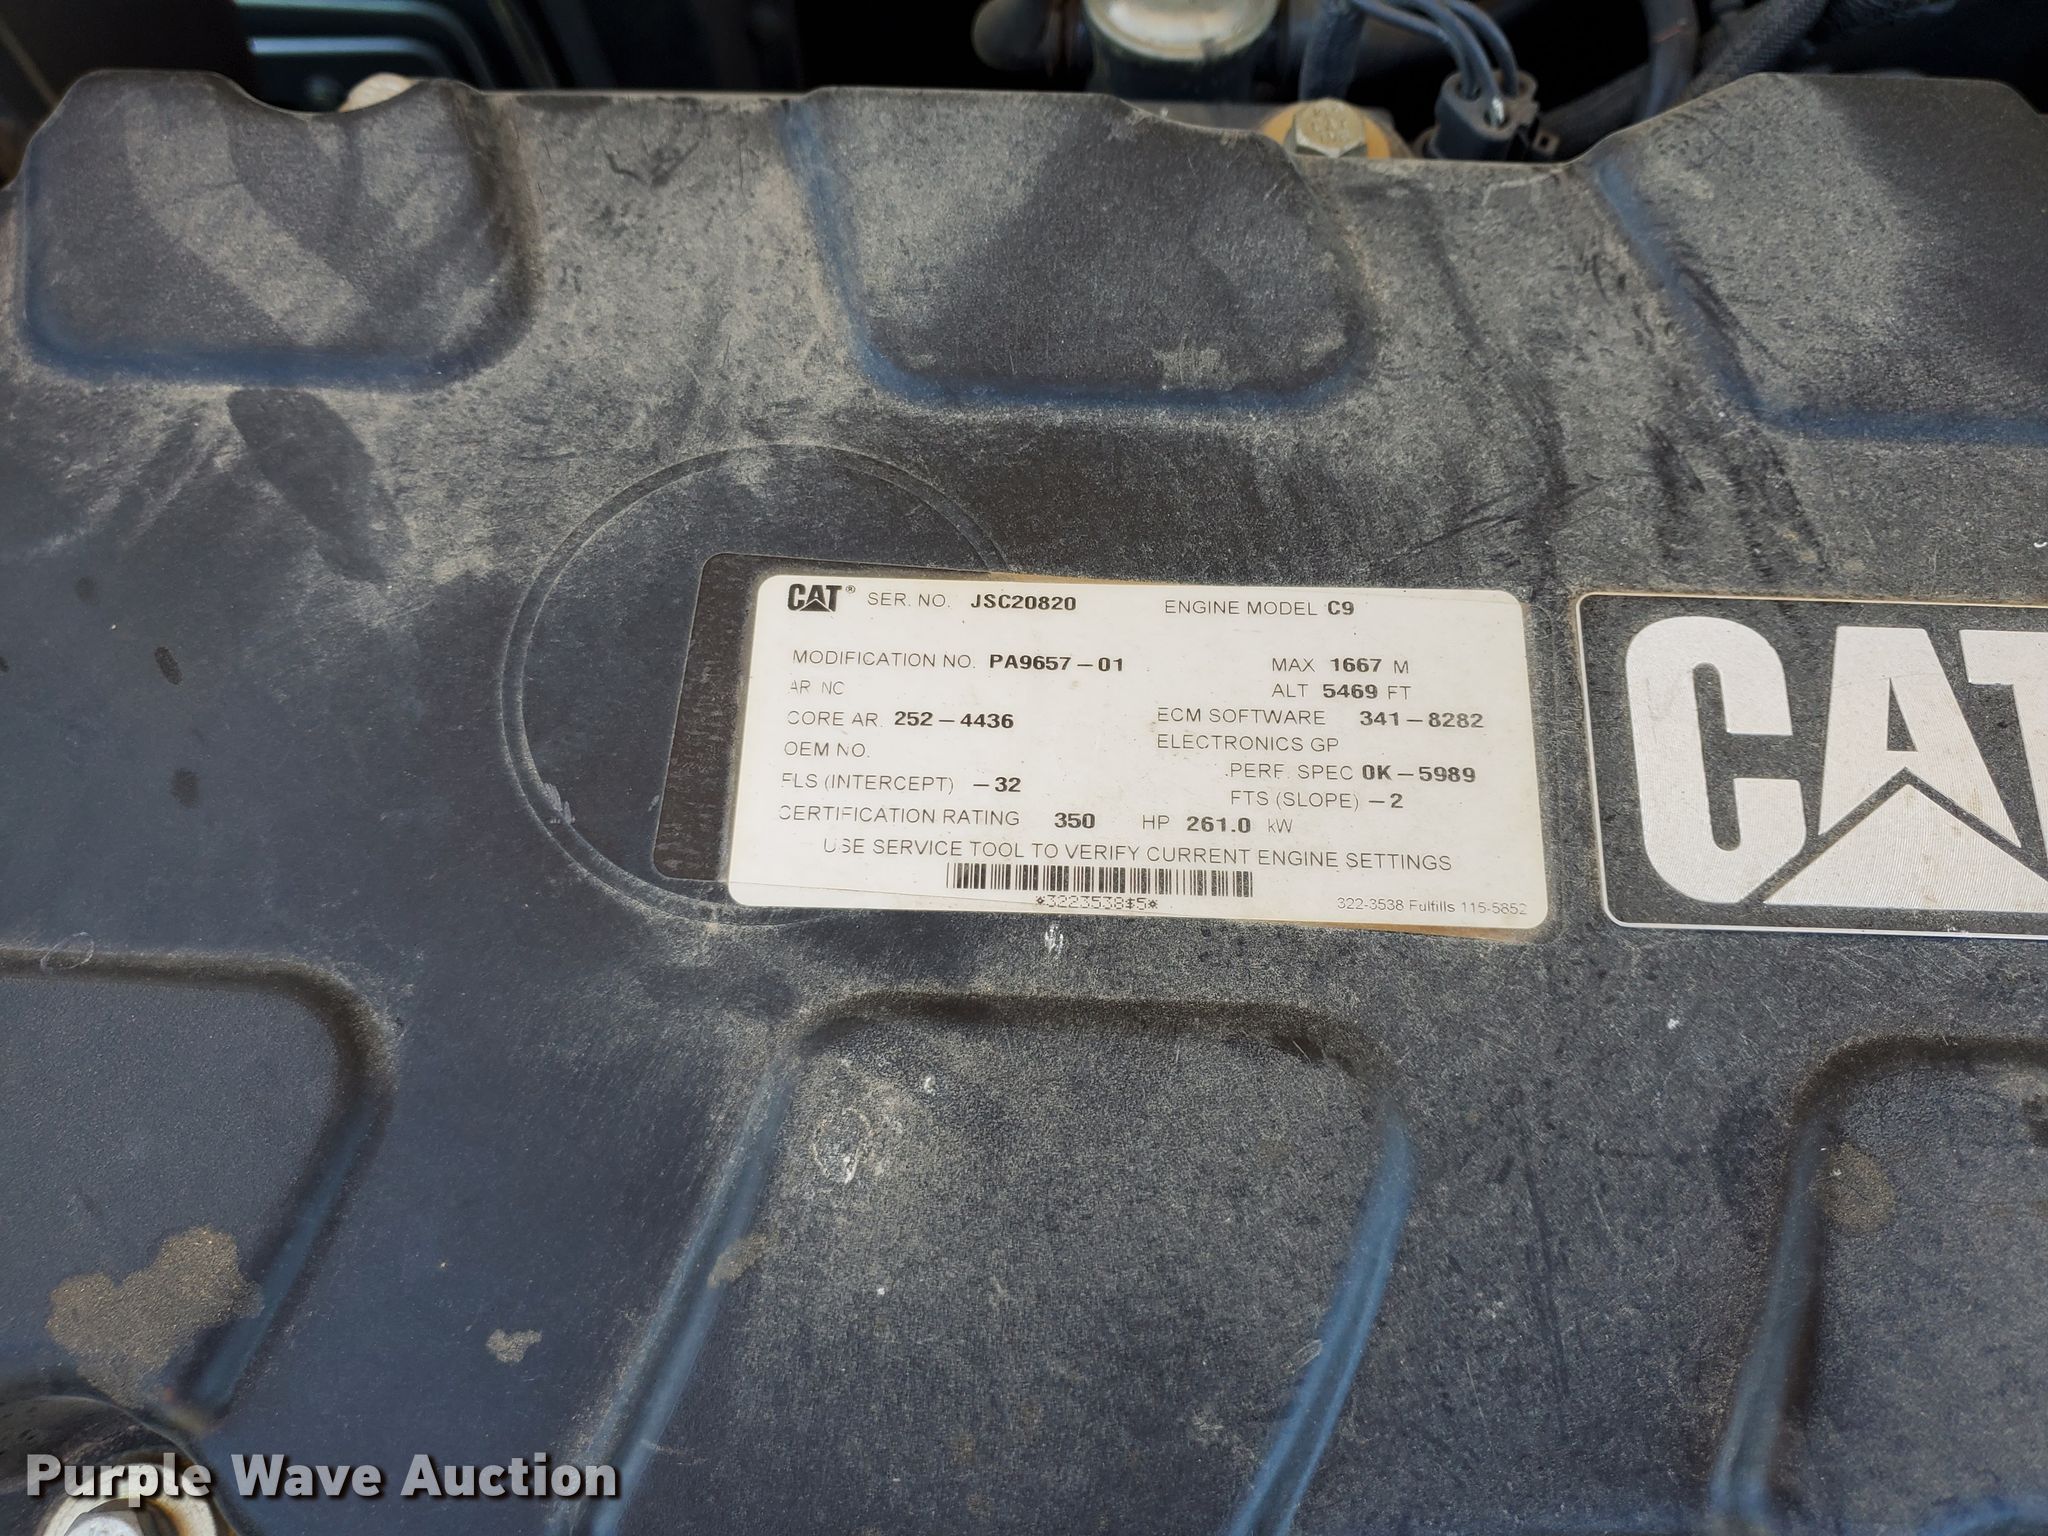 CAT® SER. NO. JSC20820 ENGINE MODEL C9
MODIFICATION NO. PA9657-01 MAX 1667 M
AR NO ALT 5469 FT
CORE AR. 252-4436 ECM SOFTWARE 341-8282
OEM NO. ELECTRONICS GP
FLS (INTERCEPT) -32 PERF. SPEC 0K-5989
FTS (SLOPE) -2
CERTIFICATION RATING 350 HP 261.0 kW
USE SERVICE TOOL TO VERIFY CURRENT ENGINE SETTINGS
*3223538$5*
322-3538 Fulfills 115-5852
CAT
Purple Wave Auction